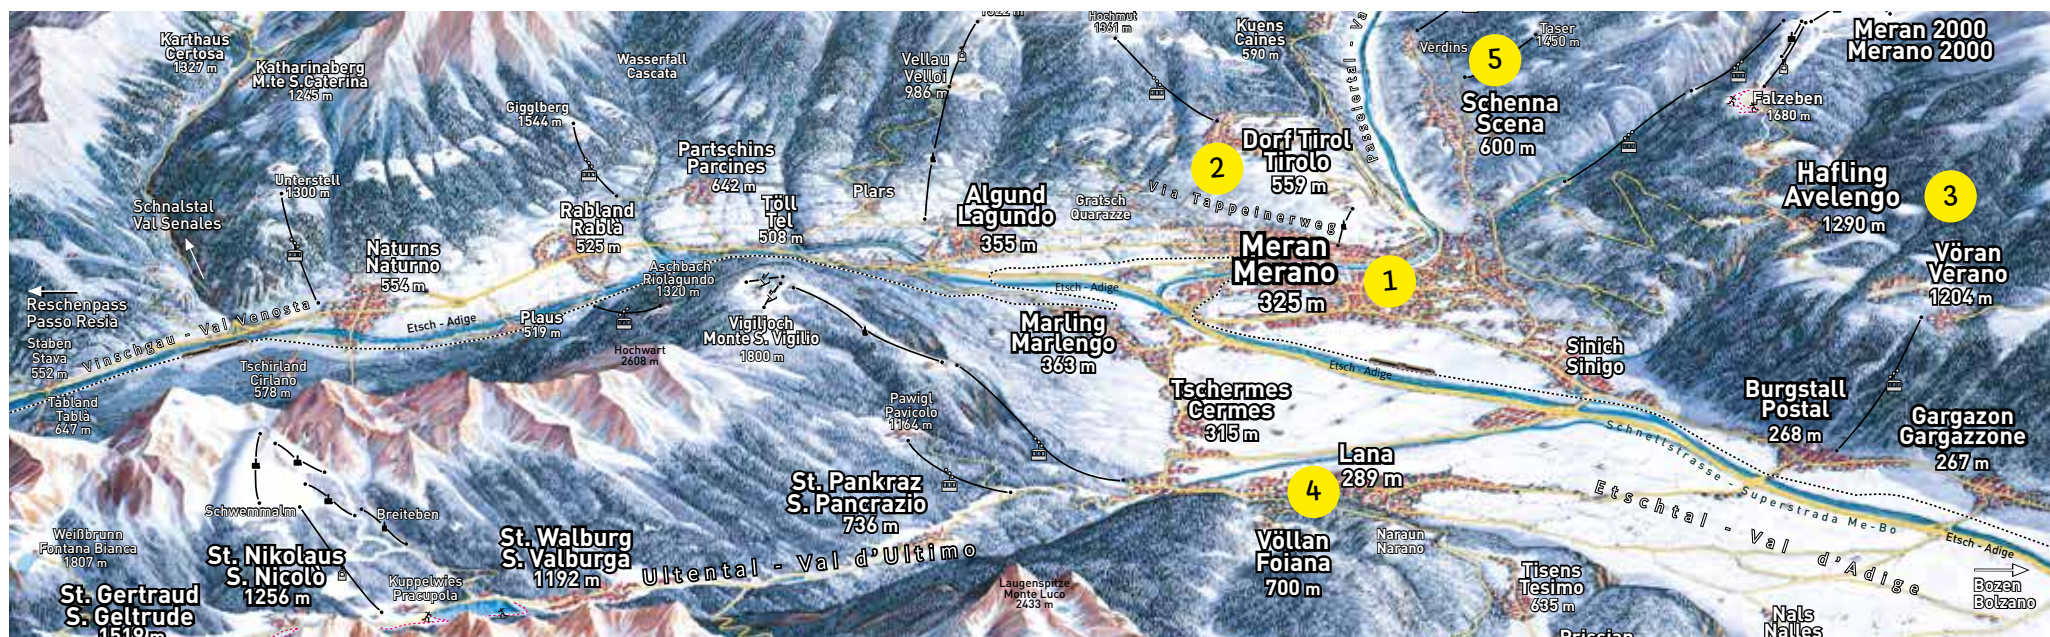 Karthaus
Certosa
1327 m
Katharinaberg
M.te S.Caterina
1245 m
Wasserfall
Cascata
Gigglberg
1544 m
Vellau
Velloi
986 m
1522 m
Hochmut
1361 m
Kuens
Caines
590 m
Passeiertal - Va
Verdins
5
Taser
1450 m
Meran 2000
Merano 2000
Schenna
Scena
600 m
Falzeben
1680 m
Unterstell
1300 m
Schnalstal
Val Senales
Partschins
Parcines
642 m
Rabland
Rablà
525 m
Töll
Tel
508 m
Plars
Algund
Lagundo
355 m
Gratsch
Quarazze
2
Dorf Tirol
Tirolo
559 m
Via Tappeinerweg
Hafling
Avelengo
1290 m
3
Naturns
Naturno
554 m
Aschbach
Riolagundo
1320 m
Meran
Merano
325 m
1
Vöran
Verano
1204 m
Reschenpass
Passo Resia
Vinschgau - Val Venosta
Etsch - Adige
Plaus
519 m
Etsch - Adige
Vigiljoch
Monte S. Vigilio
1800 m
Marling
Marlengo
363 m
Staben
Stava
552 m
Tschirland
Cirlano
578 m
Hochwart
2608 m
Etsch - Adige
Sinich
Sinigo
Tabland
Tablà
647 m
Pawigl
Pavicolo
1164 m
Tschermes
Cermes
315 m
Burgstall
Postal
268 m
Gargazon
Gargazzone
267 m
Schnellstrasse - Superstrada Me-Bo
Lana
289 m
4
St. Pankraz
S. Pancrazio
736 m
Etschtal - Val d'Adige
Schwemmalm
Breiteben
Weißbrunn
Fontana Bianca
1807 m
St. Nikolaus
S. Nicolò
1256 m
St. Walburg
S. Valburga
1192 m
Ultental - Val d'Ultimo
Völlan
Foiana
700 m
Naraun
Narano
Etsch - Adige
Bozen
Bolzano
St. Gertraud
S. Geltrude
1519 m
Kuppelwies
Pracupola
Laugenspitze
Monte Luco
2433 m
Tisens
Tesimo
635 m
Nals
Nalles
Prissian